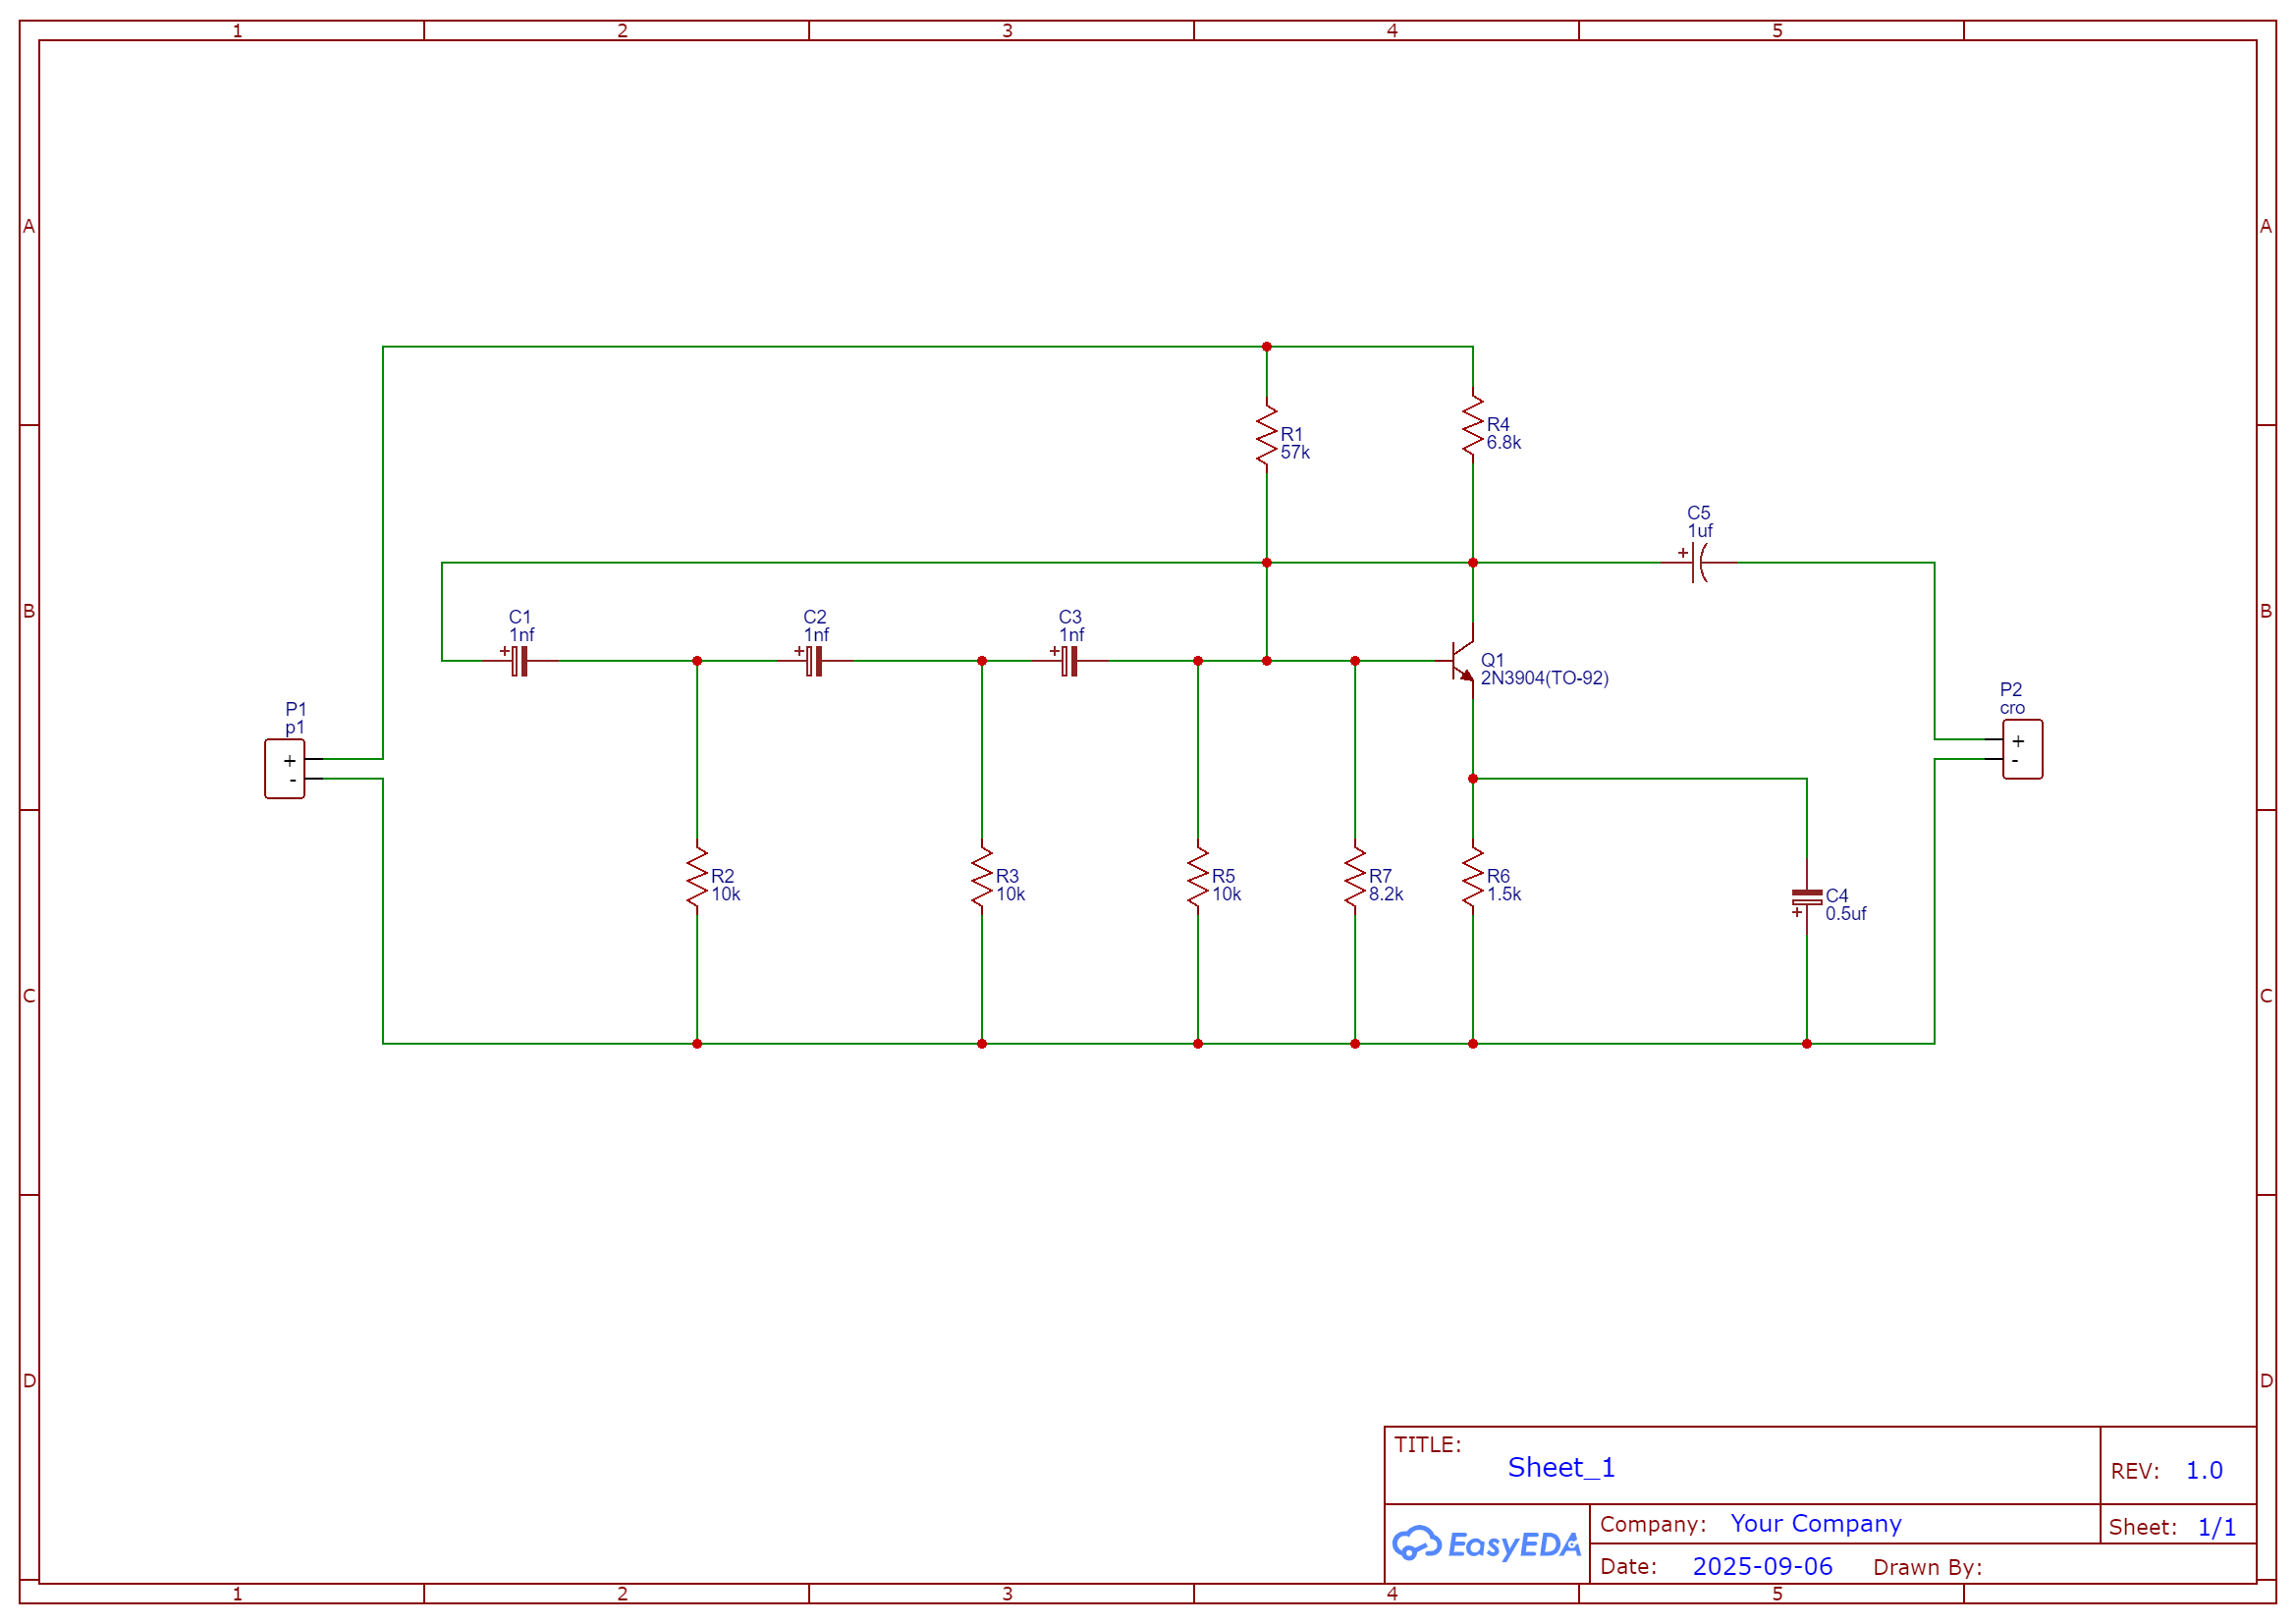 1 2 3 4 5
A A
R1
57k
R4
6.8k
C5
+ 1uf
B B
C1
+ 1nf
C2
+ 1nf
C3
+ 1nf
Q1
2N3904(TO-92)
P1
p1
+
-
P2
cro
+
-
R2
10k
R3
10k
R5
10k
R7
8.2k
R6
1.5k
C4
+ 0.5uf
C C
D D
TITLE:
Sheet_1
REV: 1.0
EasyEDA
Company: Your Company
Sheet: 1/1
Date: 2025-09-06 Drawn By:
1 2 3 4 5